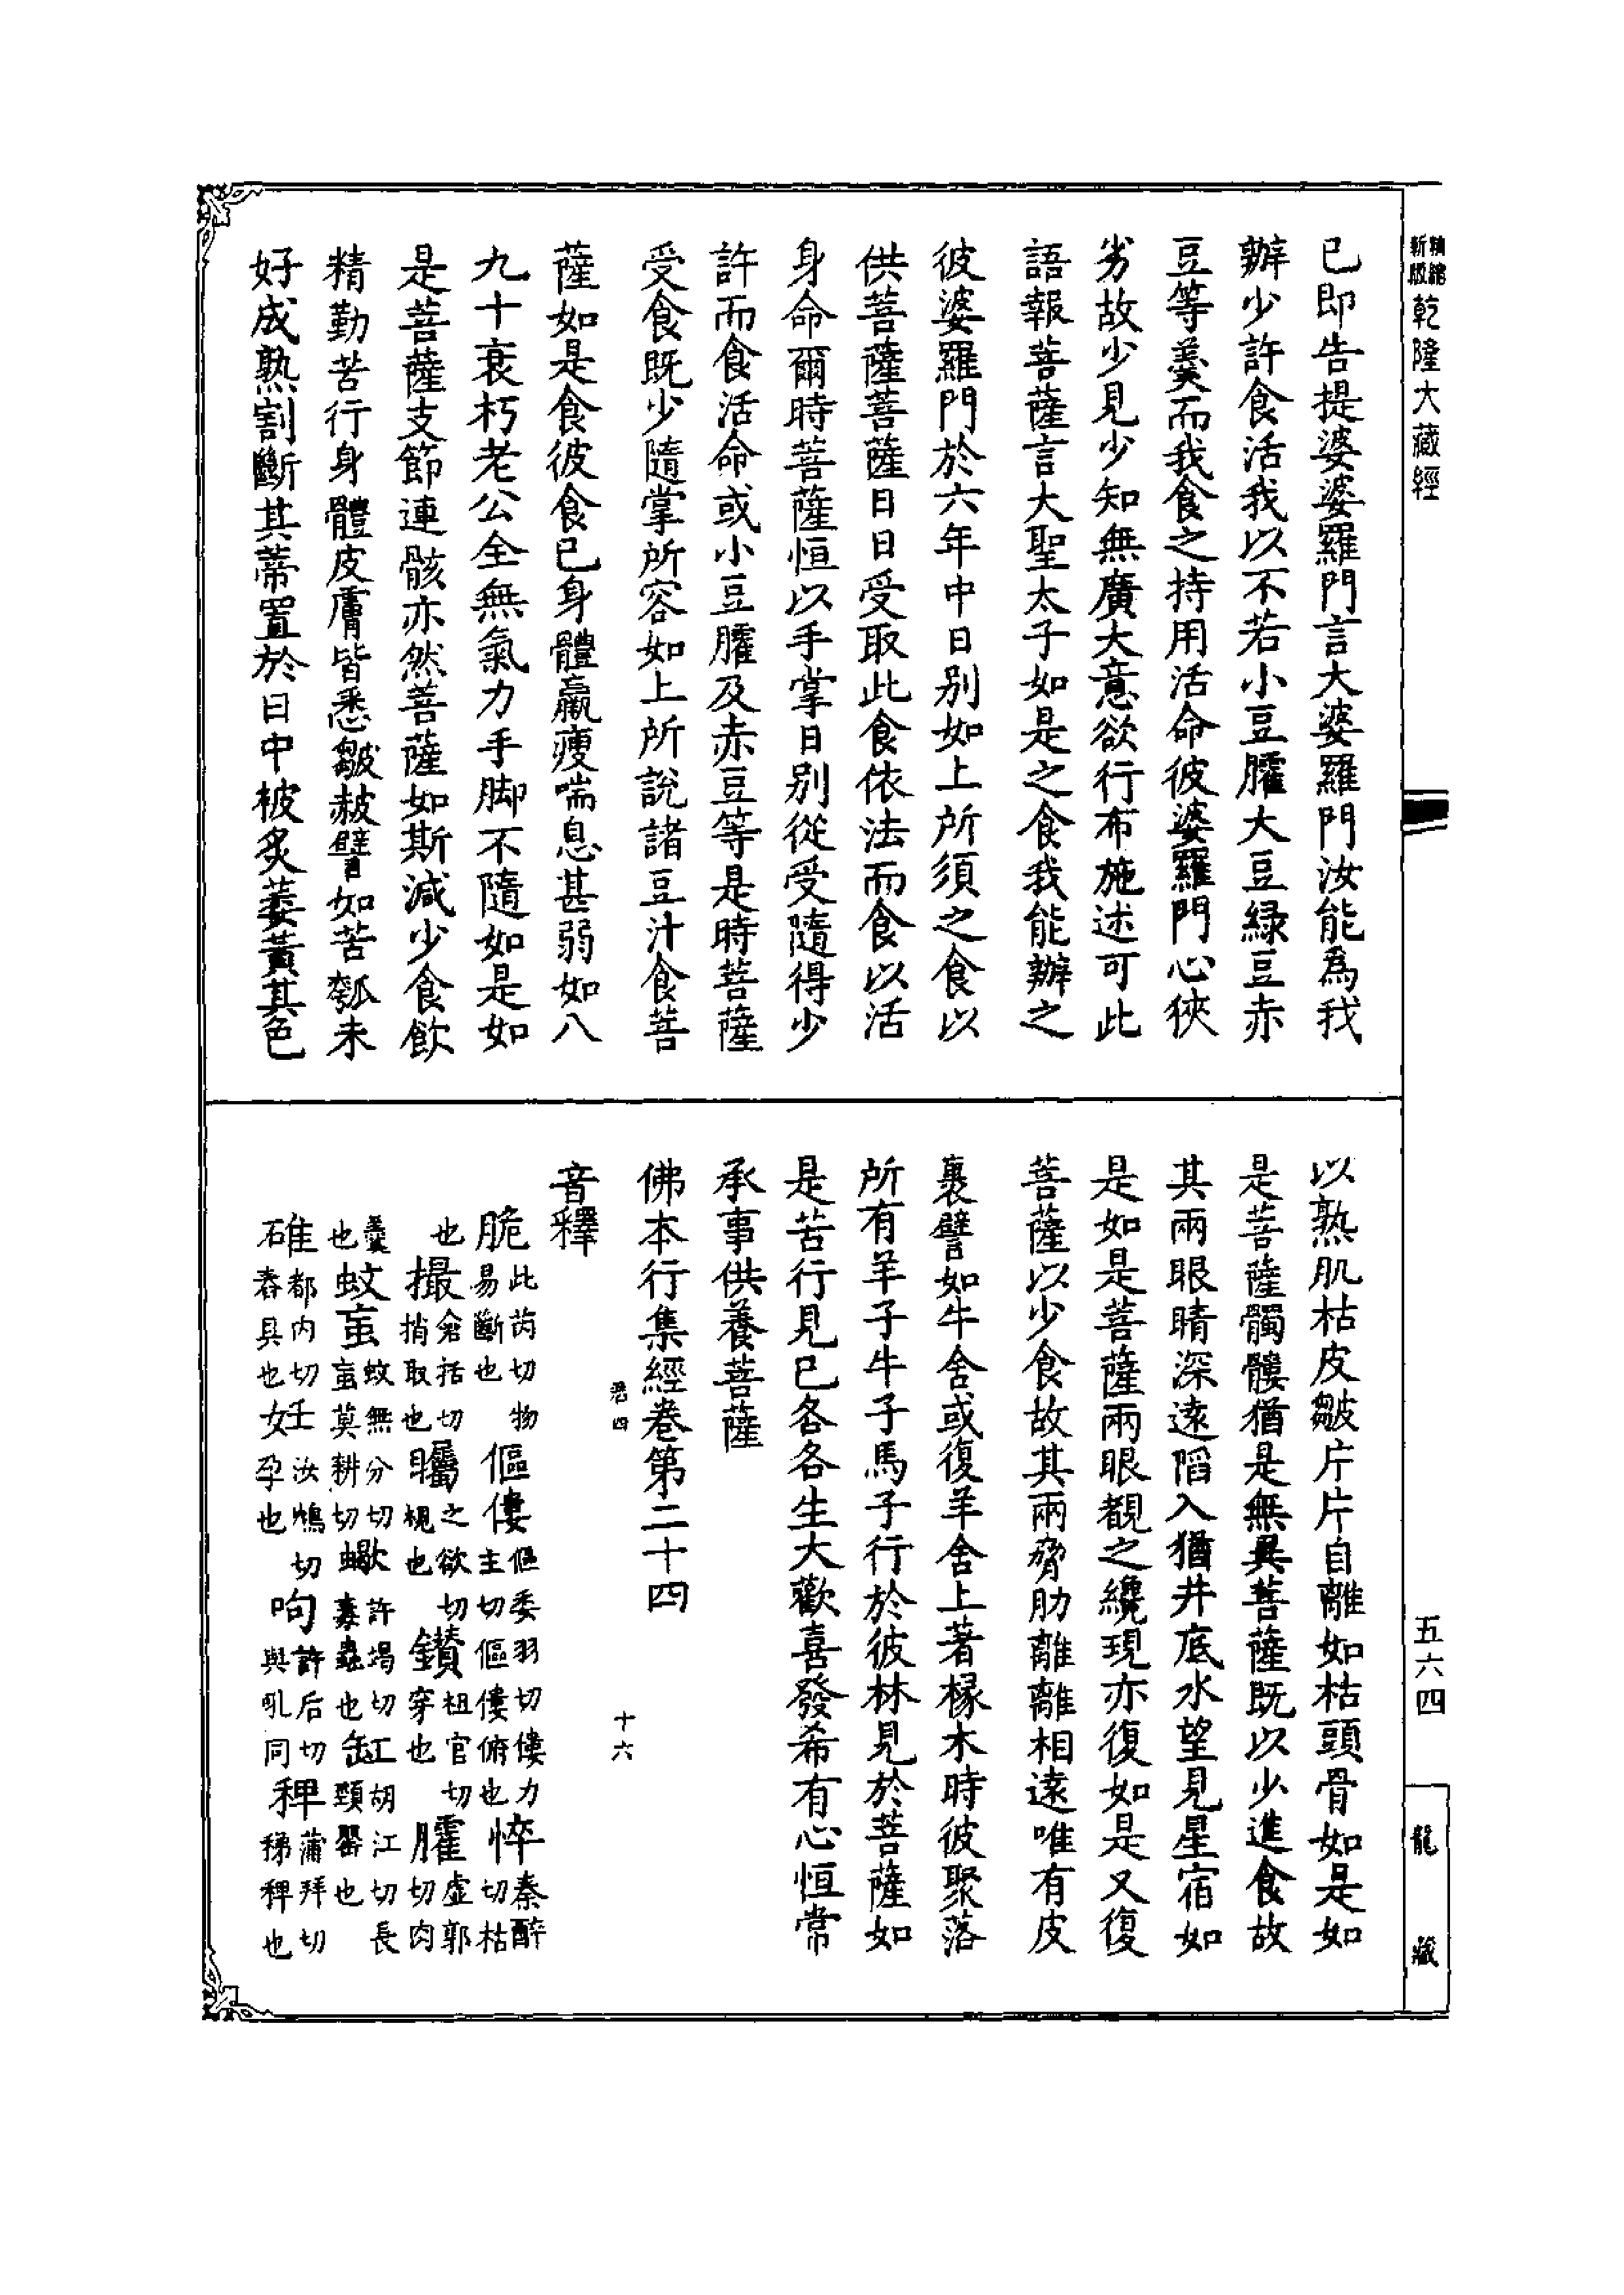 精縮新版 乾隆大藏經
五六四
龍藏
已即告提婆婆羅門言大婆羅門汝能為我
辦少許食活我以不若小豆臛大豆綠豆赤
豆等羹而我食之持用活命彼婆羅門心狹
劣故少見少知無廣大意欲行布施述可此
語報菩薩言大聖太子如是之食我能辦之
彼婆羅門於六年中日別如上所須之食以
供菩薩菩薩日日受取此食依法而食以活
身命爾時菩薩恒以手掌日別從受隨得少
許而食活命或小豆臛及赤豆等是時菩薩
受食既少隨掌所容如上所說諸豆汁食菩
薩如是食彼食已身體羸瘦喘息甚弱如八
九十衰朽老公全無氣力手脚不隨如是如
是菩薩支節連骸亦然菩薩如斯減少食飲
精勤苦行身體皮膚皆悉皺赧譬如苦瓠未
好成熟割斷其蒂置於日中被炙萎黃其色
以熟肌枯皮皺片片自離如枯頭骨如是如
是菩薩髑髏猶是無異菩薩既以少進食故
其兩眼睛深遠陷入猶井底水望見星宿如
是如是菩薩兩眼覩之纔現亦復如是又復
菩薩以少食故其兩脅肋離離相遠唯有皮
裹譬如牛舍或復羊舍上著椽木時彼聚落
所有羊子牛子馬子行於彼林見於菩薩如
是苦行見已各各生大歡喜發希有心恒常
承事供養菩薩
佛本行集經卷第二十四
卷四 十六
音釋
脆 此芮切物易斷也 傴僂 傴委羽切僂力主切傴僂俯也 悴 秦醉切枯
也 撮 倉括切捎取也 矚 之欲切視也 鑽 祖官切穿也 臛 虛郭切肉
羹也 蚊䖟 蚊無分切䖟莫耕切 蠍 許竭切毒蟲也 缸 胡江切長頸罌也
碓 都內切舂具石也 妊 汝鴆切女孕也 呴 許后切與吼同 稗 蒲拜切稊稗也